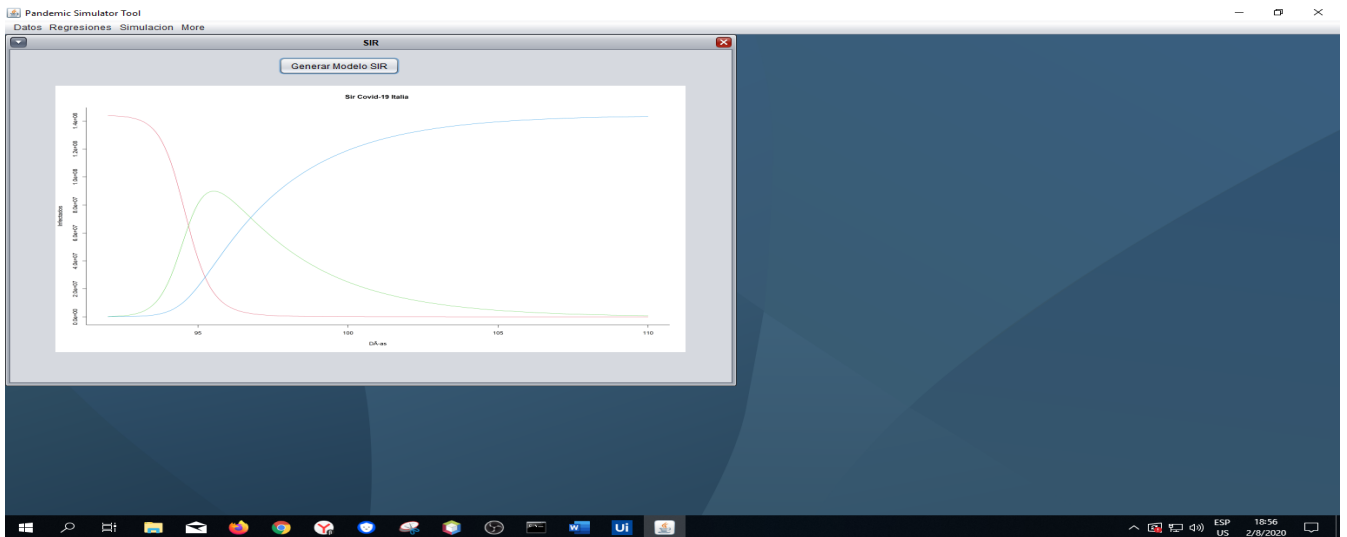 Pandemic Simulator Tool
Datos Regresiones Simulacion More
SIR
Generar Modelo SIR
Sir Covid-19 Italia
Infectados
1.4e+08
1.2e+08
1.0e+08
8.0e+07
6.0e+07
4.0e+07
2.0e+07
0.0e+00
95 100 105 110
DÃ-as
W Ui
ESP 18:56
US 2/8/2020